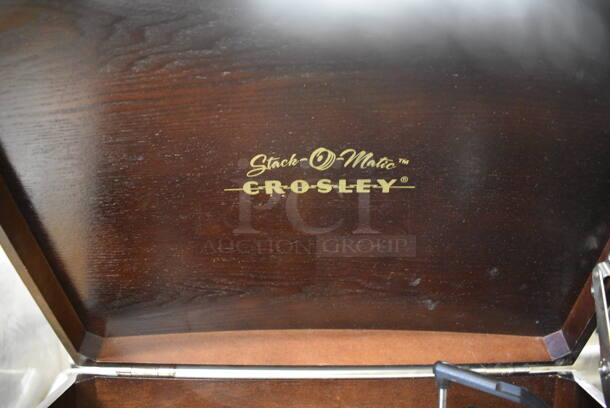 Stack-O-Matic™
CROSLEY®
PCI
AUCTION GROUP